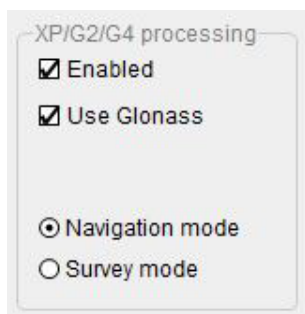 XP/G2/G4 processing
Enabled
Use Glonass
Navigation mode
Survey mode